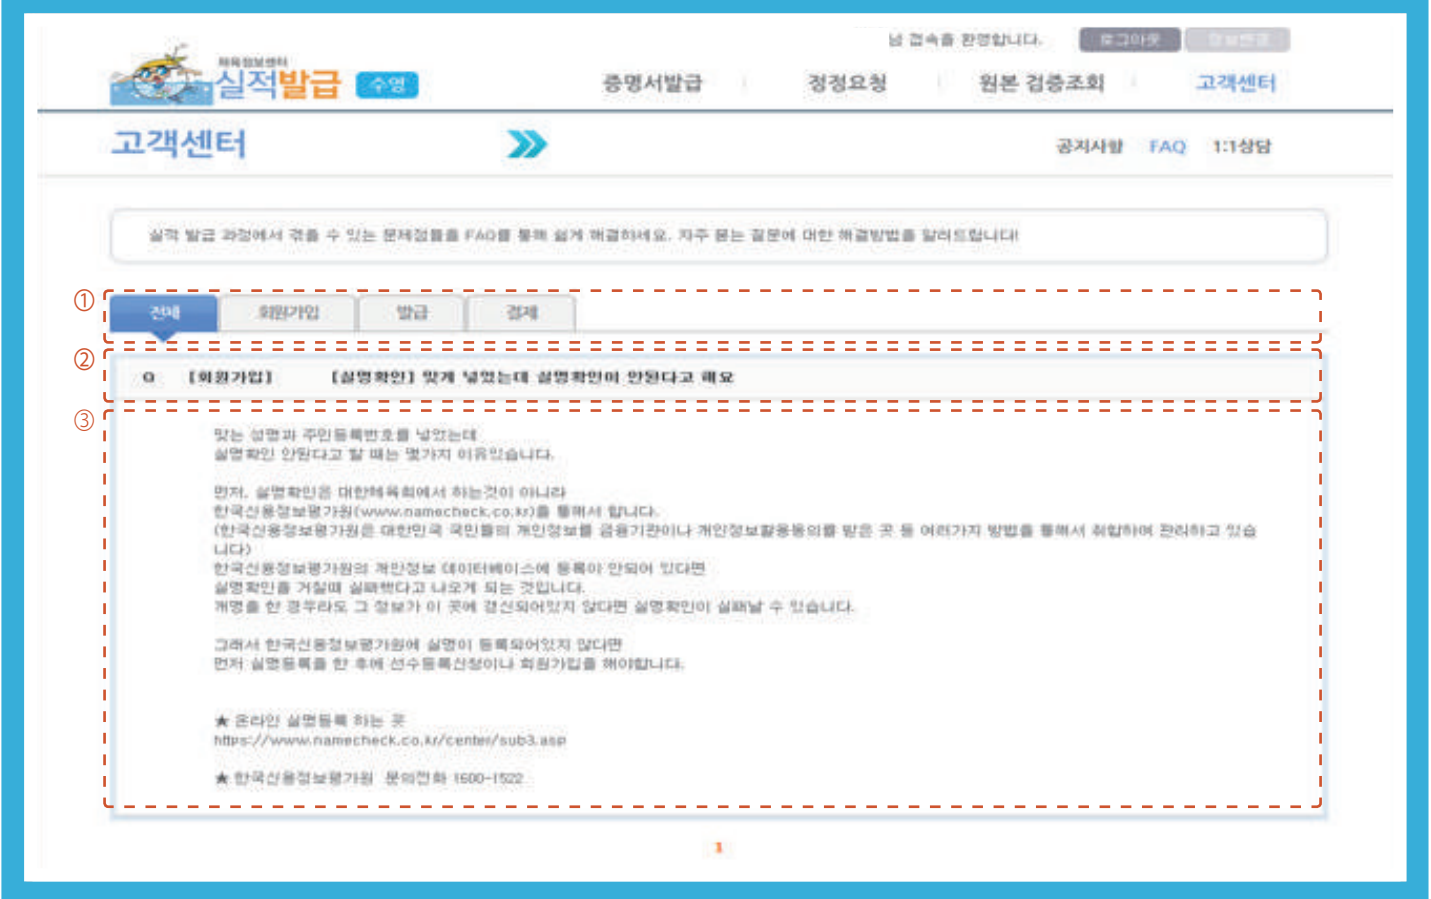 님 접속을 환영합니다. 로그아웃 정보변경
체육정보센터
실적발급 수영
증명서발급 정정요청 원본 검증조회 고객센터
고객센터
공지사항 FAQ 1:1상담
실적 발급 과정에서 겪을 수 있는 문제점들을 FAQ를 통해 쉽게 해결하세요. 자주 묻는 질문에 대한 해결방법을 알려드립니다!
①
전체 회원가입 발급 결제
②
Q [회원가입] [실명확인] 맞게 넣었는데 실명확인이 안된다고 해요
③
맞는 성명과 주민등록번호를 넣었는데
실명확인 안된다고 할 때는 몇가지 이유있습니다.
먼저, 실명확인은 대한체육회에서 하는것이 아니라
한국신용정보평가원(www.namecheck.co.kr)을 통해서 합니다.
(한국신용정보평가원은 대한민국 국민들의 개인정보를 금융기관이나 개인정보활용동의를 받은 곳 등 여러가지 방법을 통해서 취합하여 관리하고 있습
니다)
한국신용정보평가원의 개인정보 데이터베이스에 등록이 안되어 있다면
실명확인을 거칠때 실패했다고 나오게 되는 것입니다.
개명을 한 경우라도 그 정보가 이 곳에 갱신되어있지 않다면 실명확인이 실패날 수 있습니다.
그래서 한국신용정보평가원에 실명이 등록되어있지 않다면
먼저 실명등록을 한 후에 선수등록신청이나 회원가입을 해야합니다.
★ 온라인 실명등록 하는 곳
https://www.namecheck.co.kr/center/sub3.asp
★ 한국신용정보평가원 문의전화 1600-1522
1